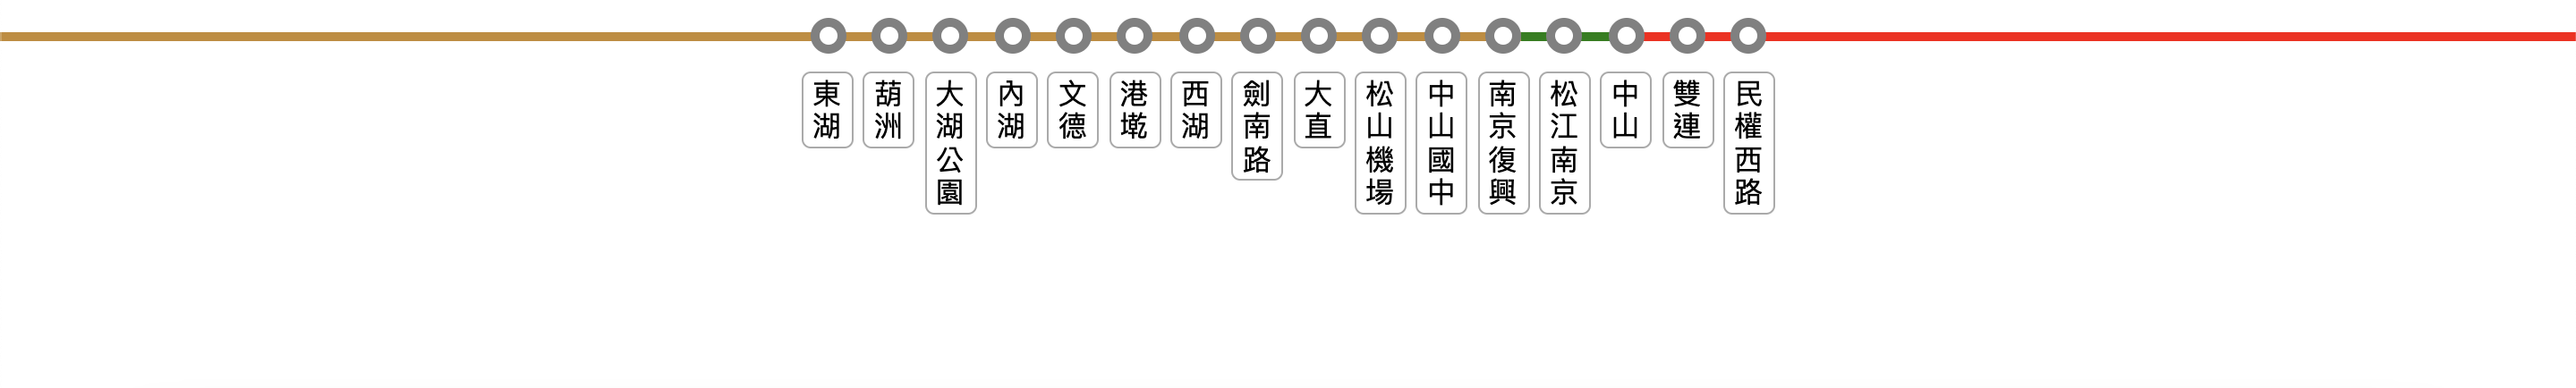 東湖
葫洲
大湖公園
內湖
文德
港墘
西湖
劍南路
大直
松山機場
中山國中
南京復興
松江南京
中山
雙連
民權西路